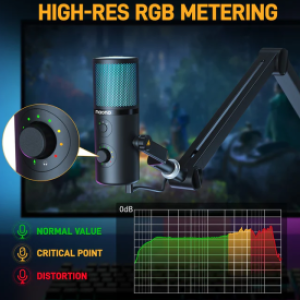 HIGH-RES RGB METERING
0dB
NORMAL VALUE
CRITICAL POINT
DISTORTION